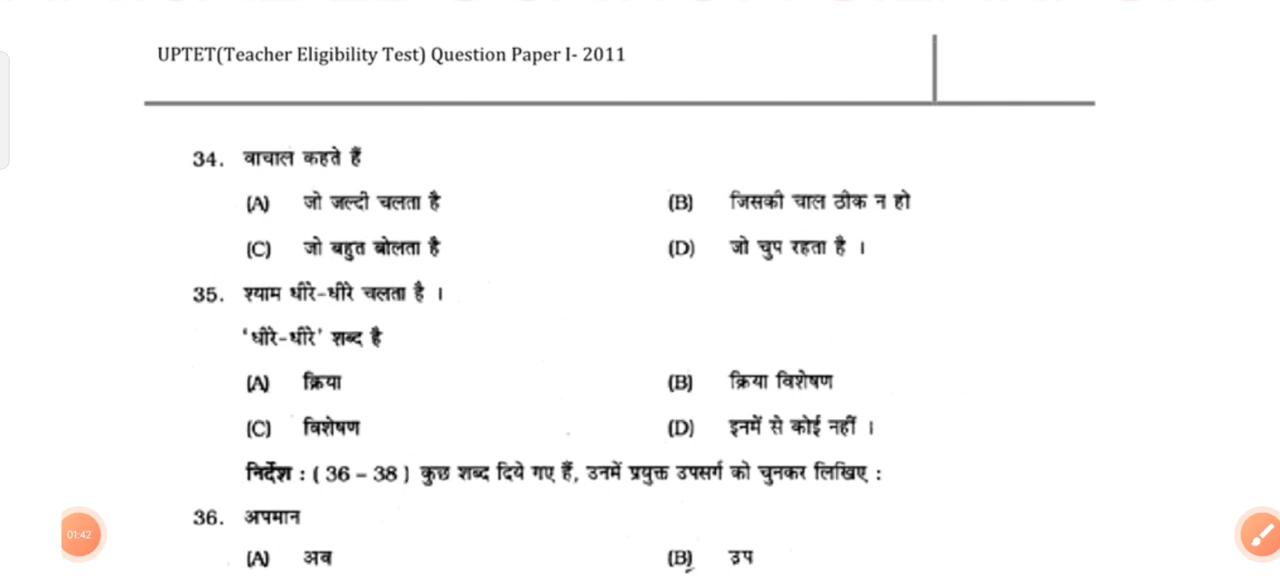 UPTET(Teacher Eligibility Test) Question Paper I- 2011
34. वाचाल कहते हैं
(A) जो जल्दी चलता है (B) जिसकी चाल ठीक न हो
(C) जो बहुत बोलता है (D) जो चुप रहता है ।
35. श्याम धीरे-धीरे चलता है ।
‘धीरे-धीरे’ शब्द है
(A) क्रिया (B) क्रिया विशेषण
(C) विशेषण (D) इनमें से कोई नहीं ।
निर्देश : ( 36 – 38 ) कुछ शब्द दिये गए हैं, उनमें प्रयुक्त उपसर्ग को चुनकर लिखिए :
36. अपमान
01:42
(A) अब (B) उप